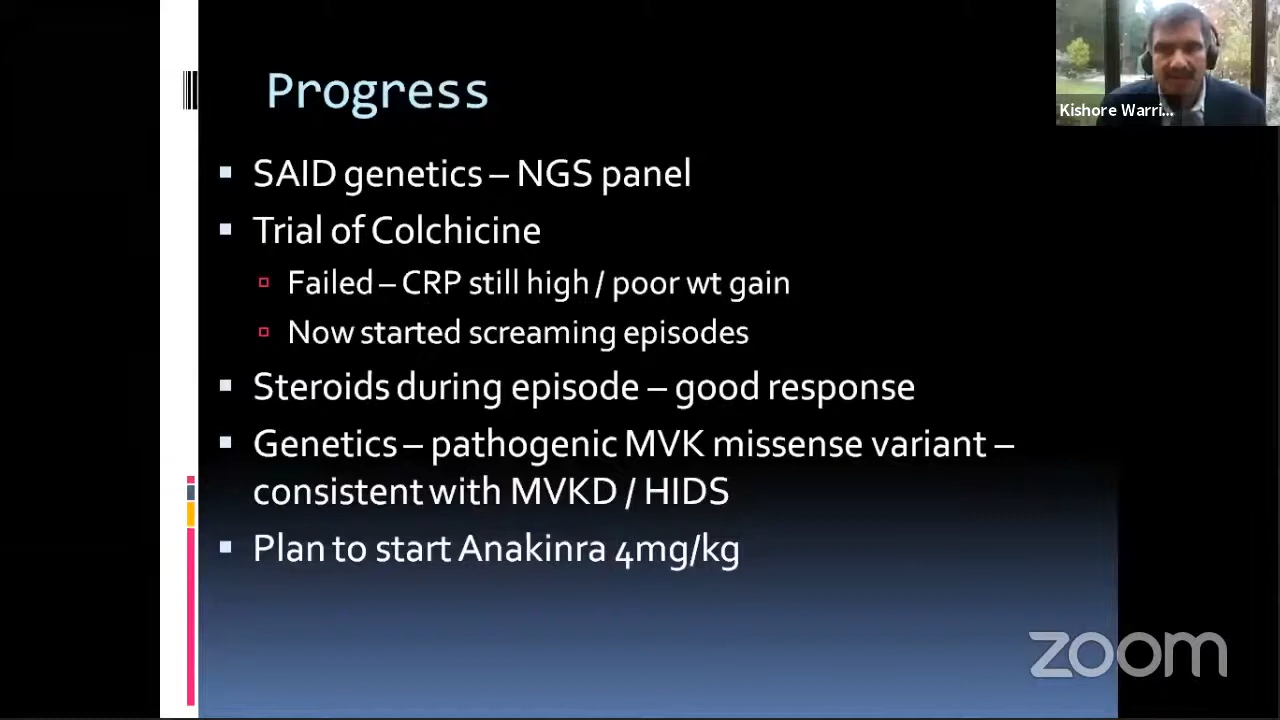 Progress
Kishore Warri...
SAID genetics – NGS panel
Trial of Colchicine
Failed – CRP still high / poor wt gain
Now started screaming episodes
Steroids during episode – good response
Genetics – pathogenic MVK missense variant –
consistent with MVKD / HIDS
Plan to start Anakinra 4mg/kg
zoom